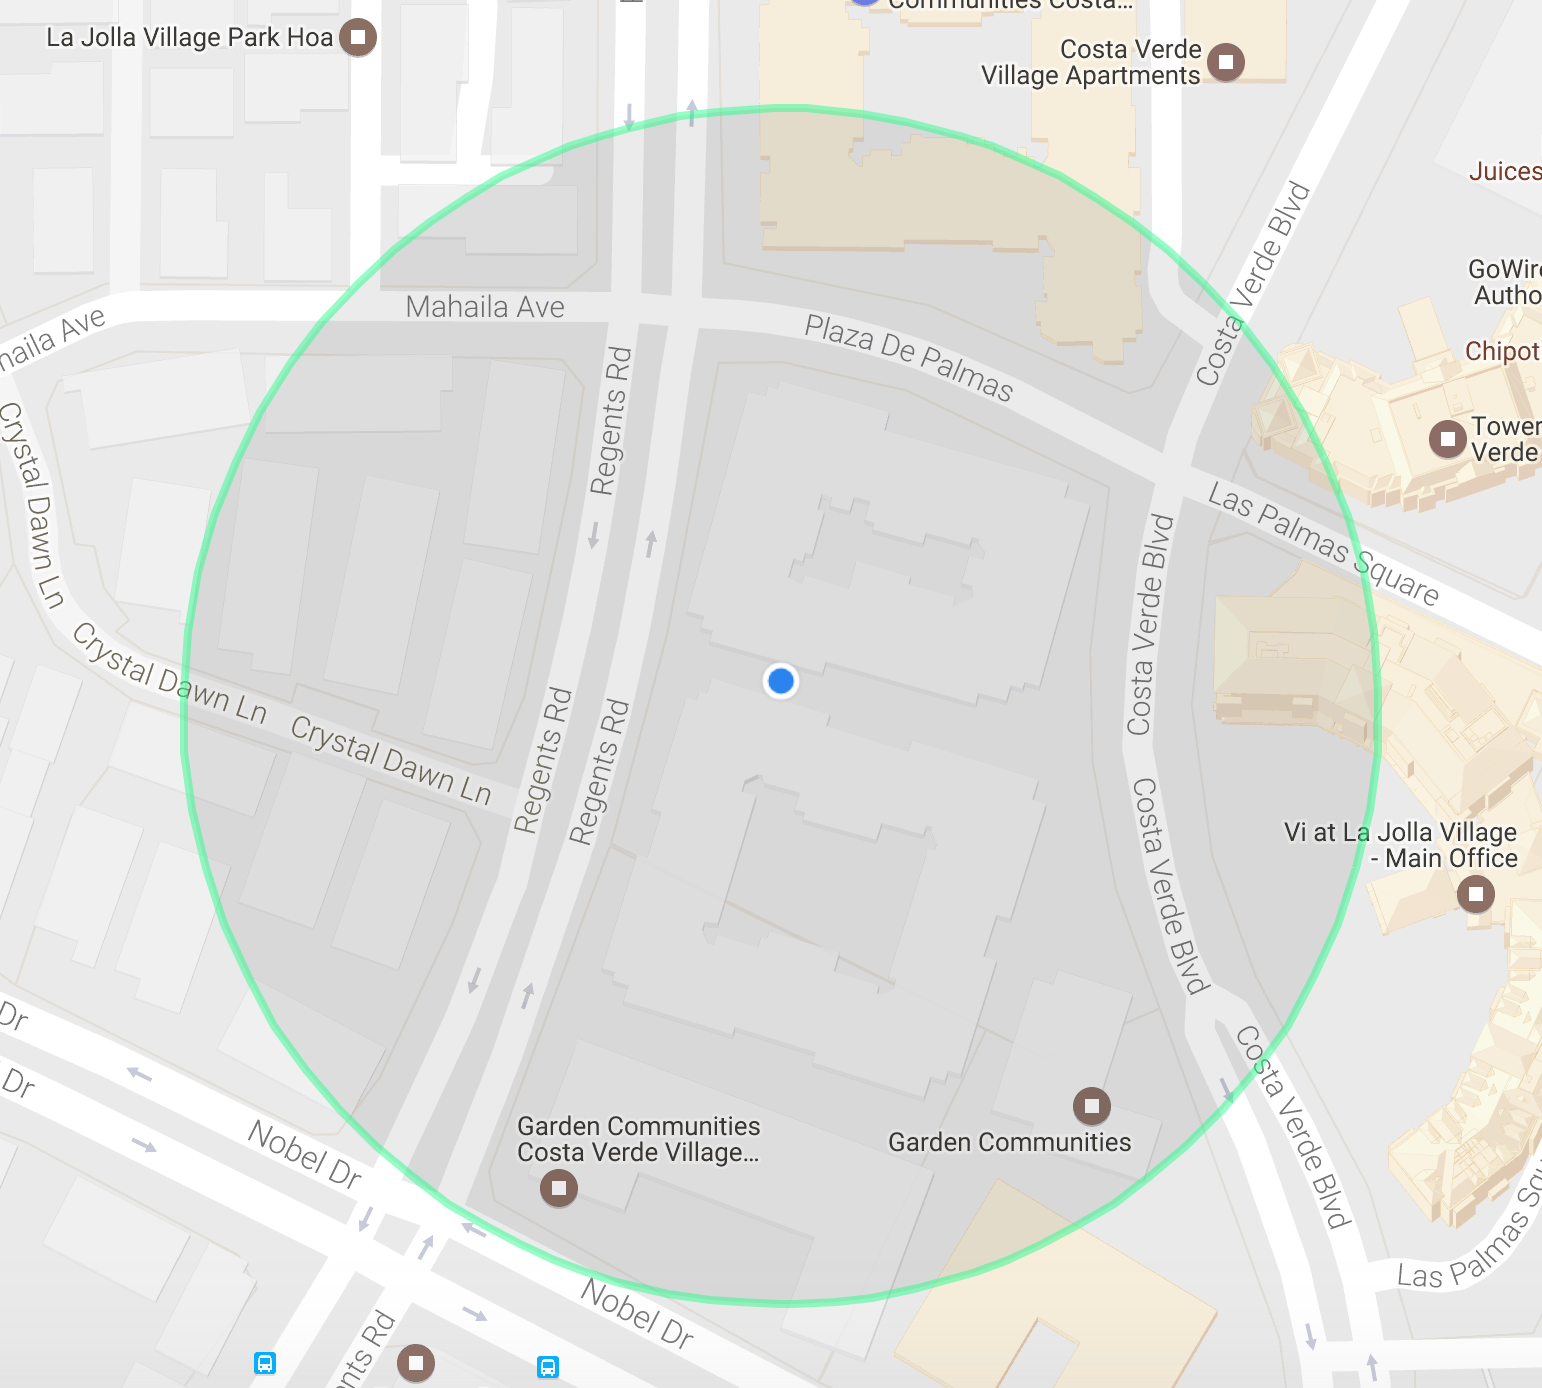 Communities Costa...
La Jolla Village Park Hoa
Costa Verde
Village Apartments
Juices
Costa Verde Blvd
GoWire
Autho
Mahaila Ave
Mahaila Ave
Plaza De Palmas
Chipot
Regents Rd
Tower
Verde
Crystal Dawn Ln
Las Palmas Square
Costa Verde Blvd
Crystal Dawn Ln
Crystal Dawn Ln
Regents Rd
Regents Rd
Costa Verde Blvd
Vi at La Jolla Village
- Main Office
Dr
Dr
Costa Verde Blvd
Nobel Dr
Garden Communities
Costa Verde Village...
Garden Communities
Las Palmas Squ
Nobel Dr
ents Rd